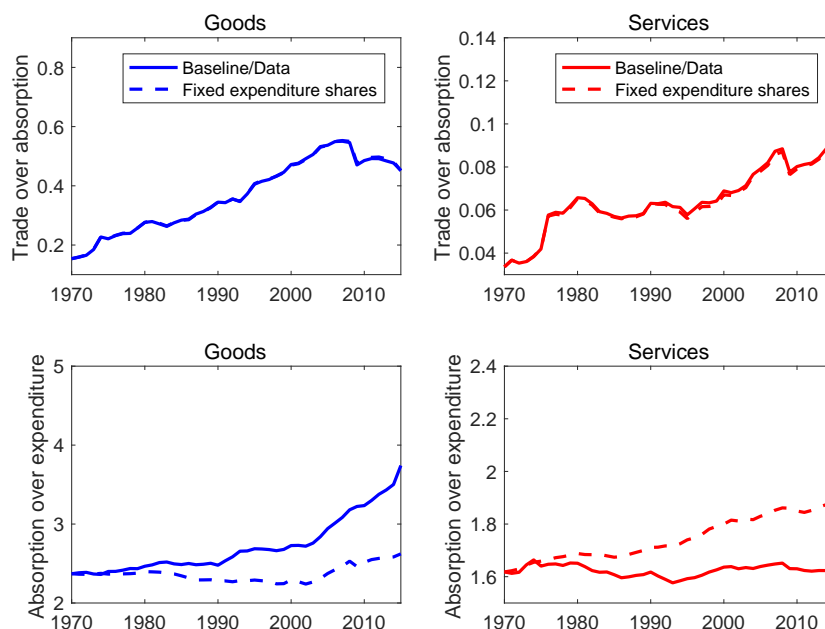 Goods
Trade over absorption
0.8
0.6
0.4
0.2
Baseline/Data
Fixed expenditure shares
1970 1980 1990 2000 2010
Services
Trade over absorption
0.14
0.12
0.1
0.08
0.06
0.04
Baseline/Data
Fixed expenditure shares
1970 1980 1990 2000 2010
Goods
Absorption over expenditure
5
4
3
2
1970 1980 1990 2000 2010
Services
Absorption over expenditure
2.4
2.2
2
1.8
1.6
1970 1980 1990 2000 2010